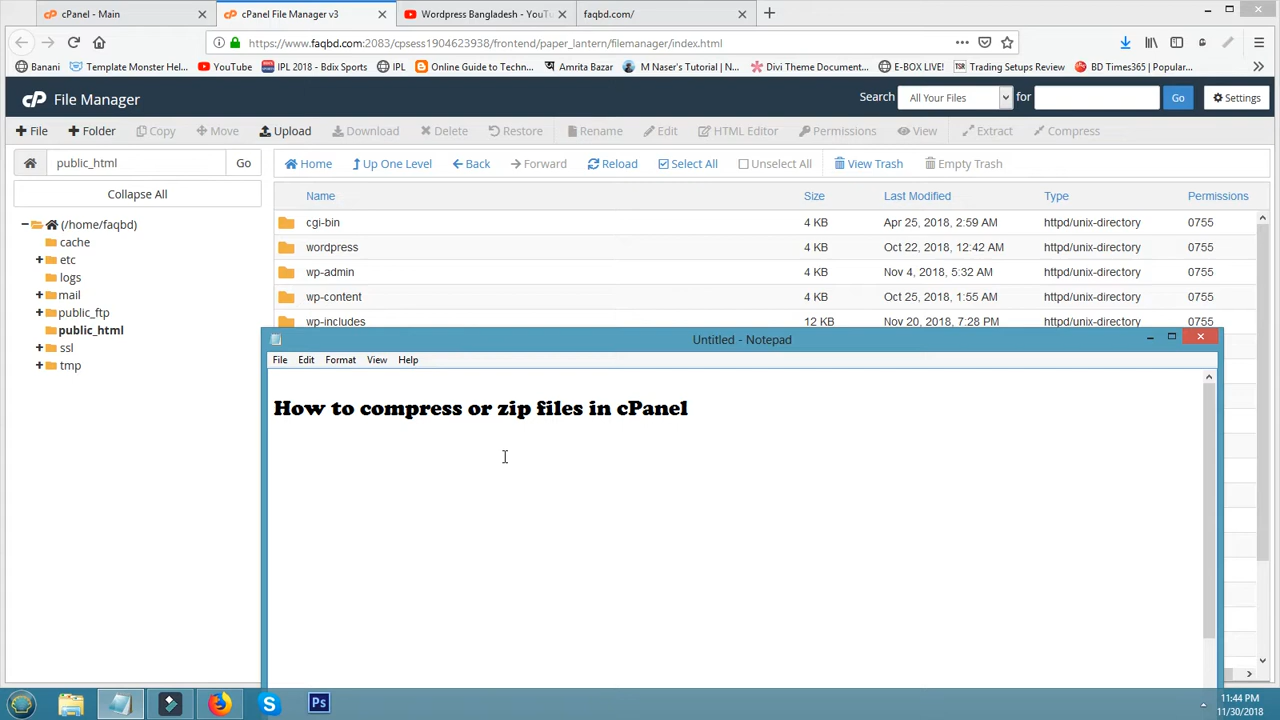 cPanel - Main
cPanel File Manager v3
Wordpress Bangladesh - YouTu
faqbd.com/
https://www.faqbd.com:2083/cpsess1904623938/frontend/paper_lantern/filemanager/index.html
Banani
Template Monster Hel...
YouTube
IPL 2018 - Bdix Sports
IPL
Online Guide to Techn...
Amrita Bazar
M Naser's Tutorial | N...
Divi Theme Document...
E-BOX LIVE!
TSR
Trading Setups Review
BD Times365 | Popular...
cP File Manager
Search
All Your Files
for
Go
Settings
File
Folder
Copy
Move
Upload
Download
Delete
Restore
Rename
Edit
HTML Editor
Permissions
View
Extract
Compress
public_html
Go
Home
Up One Level
Back
Forward
Reload
Select All
Unselect All
View Trash
Empty Trash
Collapse All
Name Size Last Modified Type Permissions
(/home/faqbd)
cache
etc
logs
mail
public_ftp
public_html
ssl
tmp
cgi-bin 4 KB Apr 25, 2018, 2:59 AM httpd/unix-directory 0755
wordpress 4 KB Oct 22, 2018, 12:42 AM httpd/unix-directory 0755
wp-admin 4 KB Nov 4, 2018, 5:32 AM httpd/unix-directory 0755
wp-content 4 KB Oct 25, 2018, 1:55 AM httpd/unix-directory 0755
wp-includes 12 KB Nov 20, 2018, 7:28 PM httpd/unix-directory 0755
Untitled - Notepad
File Edit Format View Help
How to compress or zip files in cPanel
S
Ps
11:44 PM
11/30/2018